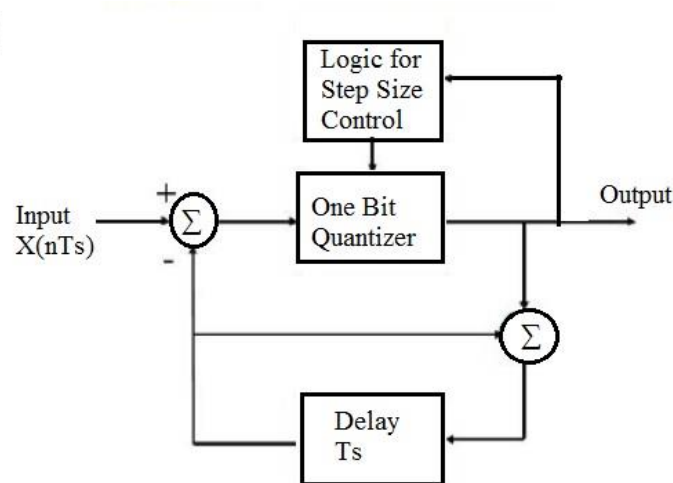 Logic for
Step Size
Control
+
Σ
One Bit
Quantizer
Output
Input
X(nTs)
-
Σ
Delay
Ts